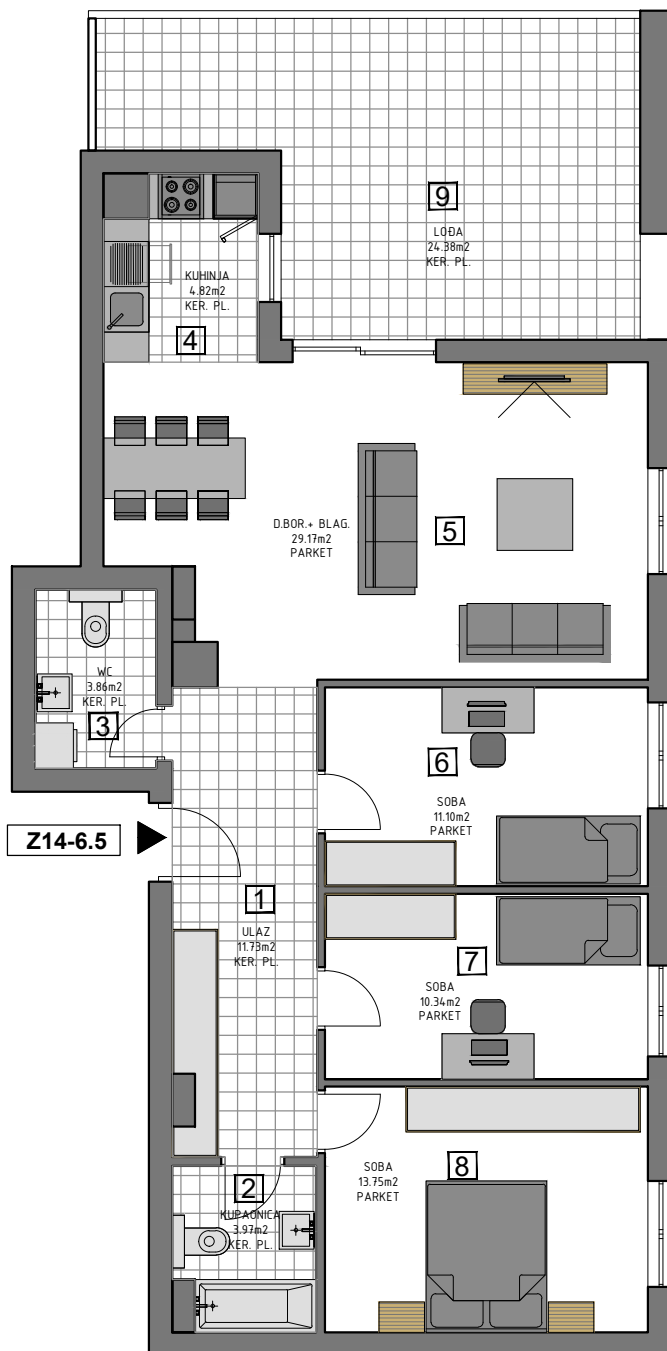 9
LOĐA
24.38m2
KER. PL.
KUHINJA
4.82m2
KER. PL.
4
D.BOR.+ BLAG.
29.17m2
PARKET
5
WC
3.86m2
KER. PL.
3
6
SOBA
11.10m2
PARKET
Z14-6.5
1
ULAZ
11.73m2
KER. PL.
7
SOBA
10.34m2
PARKET
8
SOBA
13.75m2
PARKET
2
KUPAONICA
3.97m2
KER. PL.